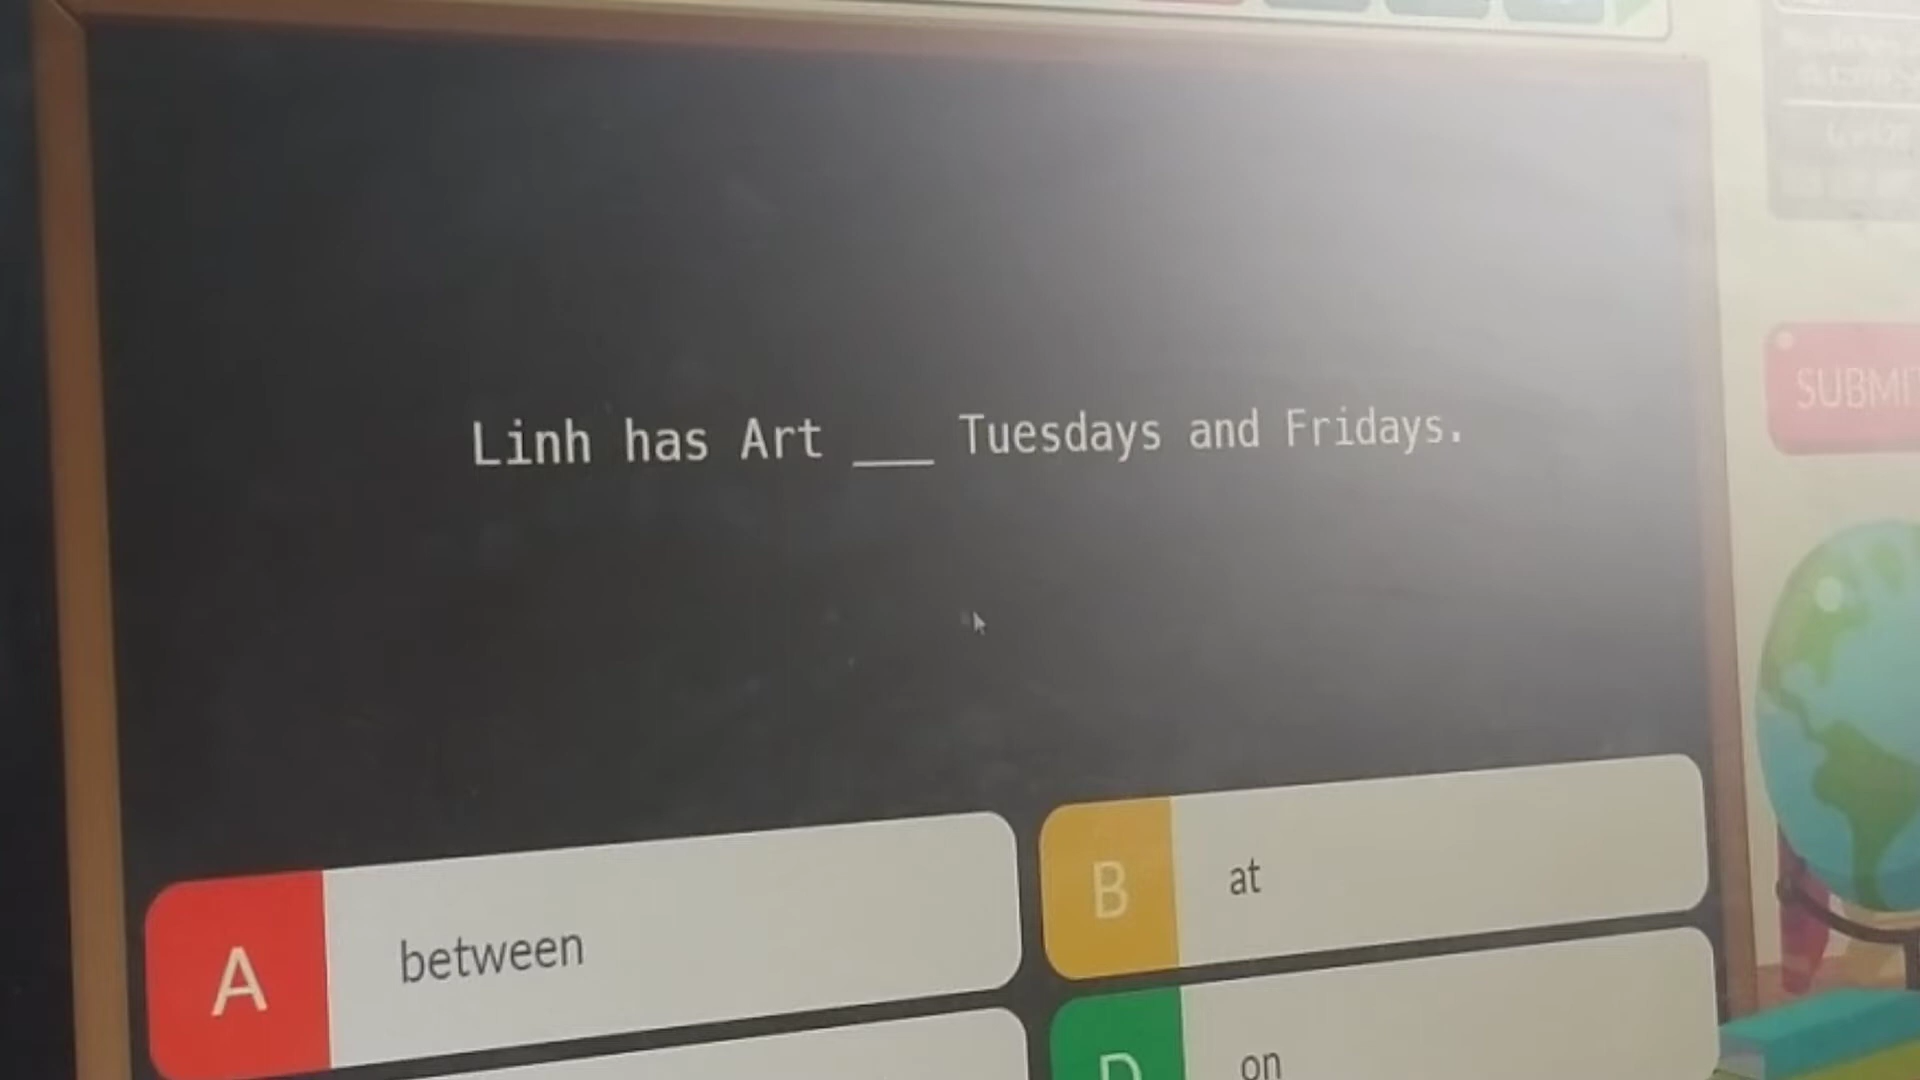 Linh has Art ___ Tuesdays and Fridays.
SUBMIT
A between
B at
D on